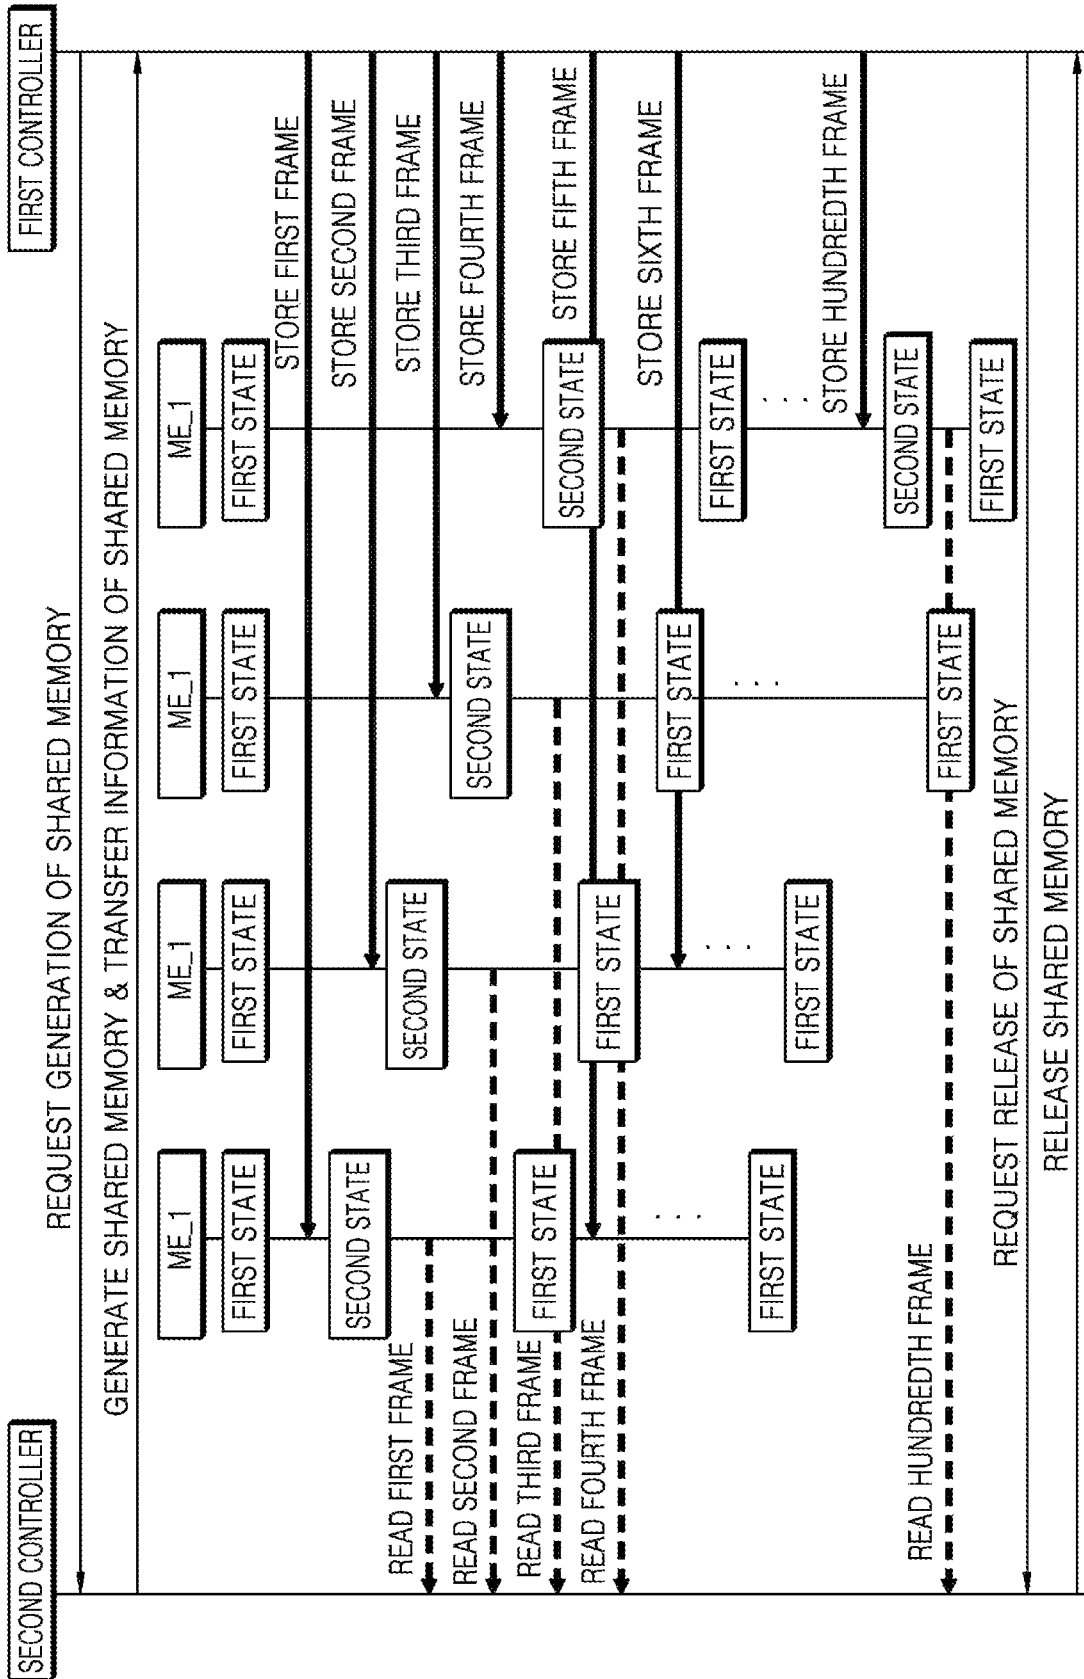 SECOND CONTROLLER
FIRST CONTROLLER
REQUEST GENERATION OF SHARED MEMORY
GENERATE SHARED MEMORY & TRANSFER INFORMATION OF SHARED MEMORY
ME_1
ME_1
ME_1
ME_1
FIRST STATE
FIRST STATE
FIRST STATE
FIRST STATE
STORE FIRST FRAME
SECOND STATE
STORE SECOND FRAME
READ FIRST FRAME
SECOND STATE
STORE THIRD FRAME
READ SECOND FRAME
SECOND STATE
STORE FOURTH FRAME
READ THIRD FRAME
FIRST STATE
SECOND STATE
STORE FIFTH FRAME
READ FOURTH FRAME
FIRST STATE
STORE SIXTH FRAME
FIRST STATE
FIRST STATE
. . .
. . .
. . .
. . .
FIRST STATE
FIRST STATE
STORE HUNDREDTH FRAME
SECOND STATE
READ HUNDREDTH FRAME
FIRST STATE
FIRST STATE
REQUEST RELEASE OF SHARED MEMORY
RELEASE SHARED MEMORY